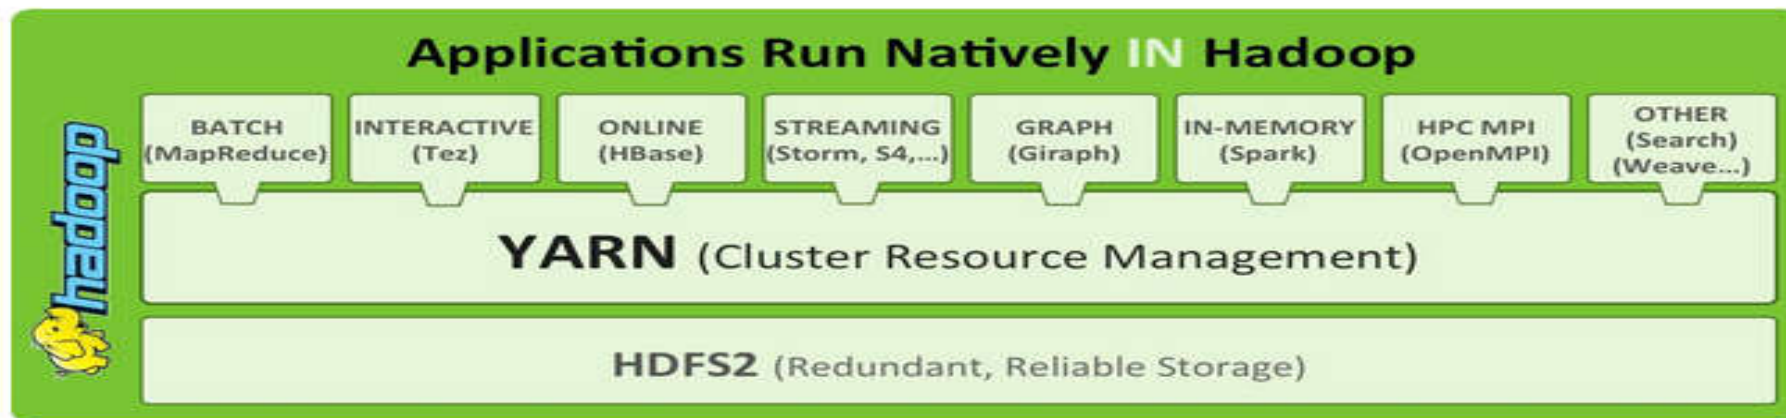 Applications Run Natively IN Hadoop
hadoop
BATCH
(MapReduce)
INTERACTIVE
(Tez)
ONLINE
(HBase)
STREAMING
(Storm, S4,...)
GRAPH
(Giraph)
IN-MEMORY
(Spark)
HPC MPI
(OpenMPI)
OTHER
(Search)
(Weave...)
YARN (Cluster Resource Management)
HDFS2 (Redundant, Reliable Storage)